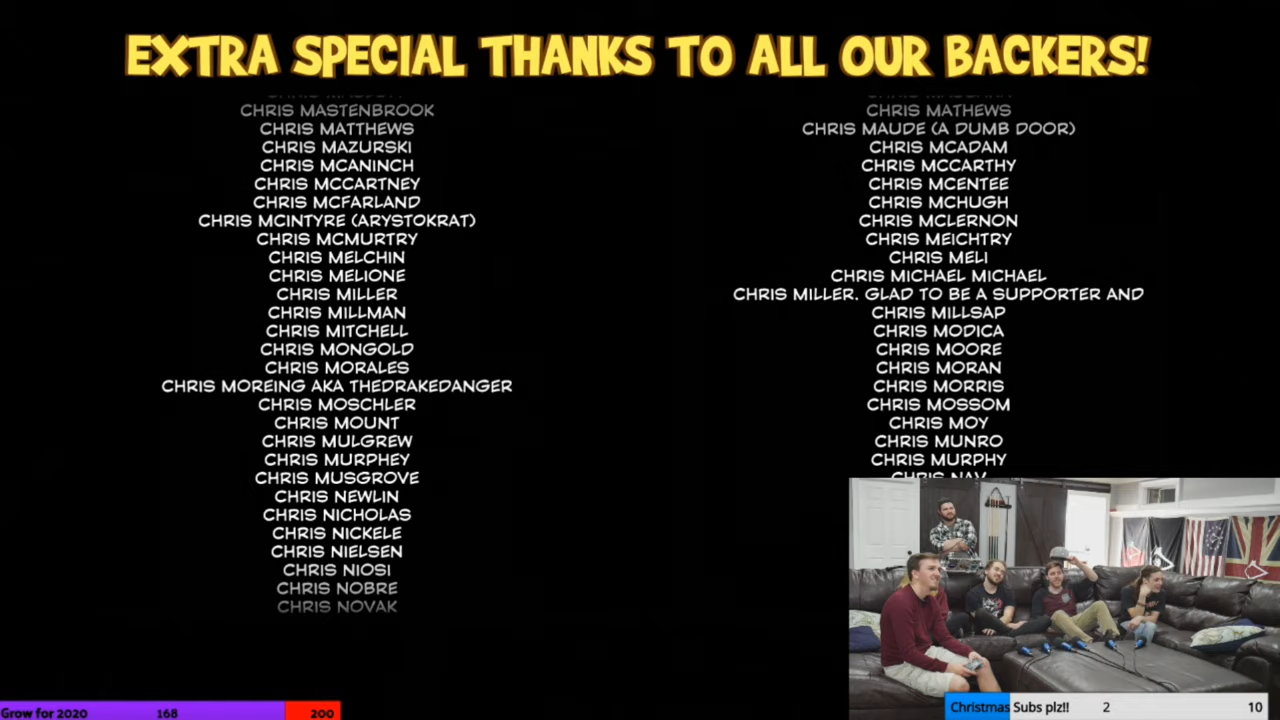 EXTRA SPECIAL THANKS TO ALL OUR BACKERS!
CHRIS MASTENBROOK
CHRIS MATTHEWS
CHRIS MAZURSKI
CHRIS MCANINCH
CHRIS MCCARTNEY
CHRIS MCFARLAND
CHRIS MCINTYRE (ARYSTOKRAT)
CHRIS MCMURTRY
CHRIS MELCHIN
CHRIS MELIONE
CHRIS MILLER
CHRIS MILLMAN
CHRIS MITCHELL
CHRIS MONGOLD
CHRIS MORALES
CHRIS MOREING AKA THEDRAKEDANGER
CHRIS MOSCHLER
CHRIS MOUNT
CHRIS MULGREW
CHRIS MURPHEY
CHRIS MUSGROVE
CHRIS NEWLIN
CHRIS NICHOLAS
CHRIS NICKELE
CHRIS NIELSEN
CHRIS NIOSI
CHRIS NOBRE
CHRIS NOVAK
CHRIS MATHEWS
CHRIS MAUDE (A DUMB DOOR)
CHRIS MCADAM
CHRIS MCCARTHY
CHRIS MCENTEE
CHRIS MCHUGH
CHRIS MCLERNON
CHRIS MEICHTRY
CHRIS MELI
CHRIS MICHAEL MICHAEL
CHRIS MILLER. GLAD TO BE A SUPPORTER AND
CHRIS MILLSAP
CHRIS MODICA
CHRIS MOORE
CHRIS MORAN
CHRIS MORRIS
CHRIS MOSSOM
CHRIS MOY
CHRIS MUNRO
CHRIS MURPHY
CHRIS NAV
Grow for 2020 168 200
Christmas Subs plz!! 2 10